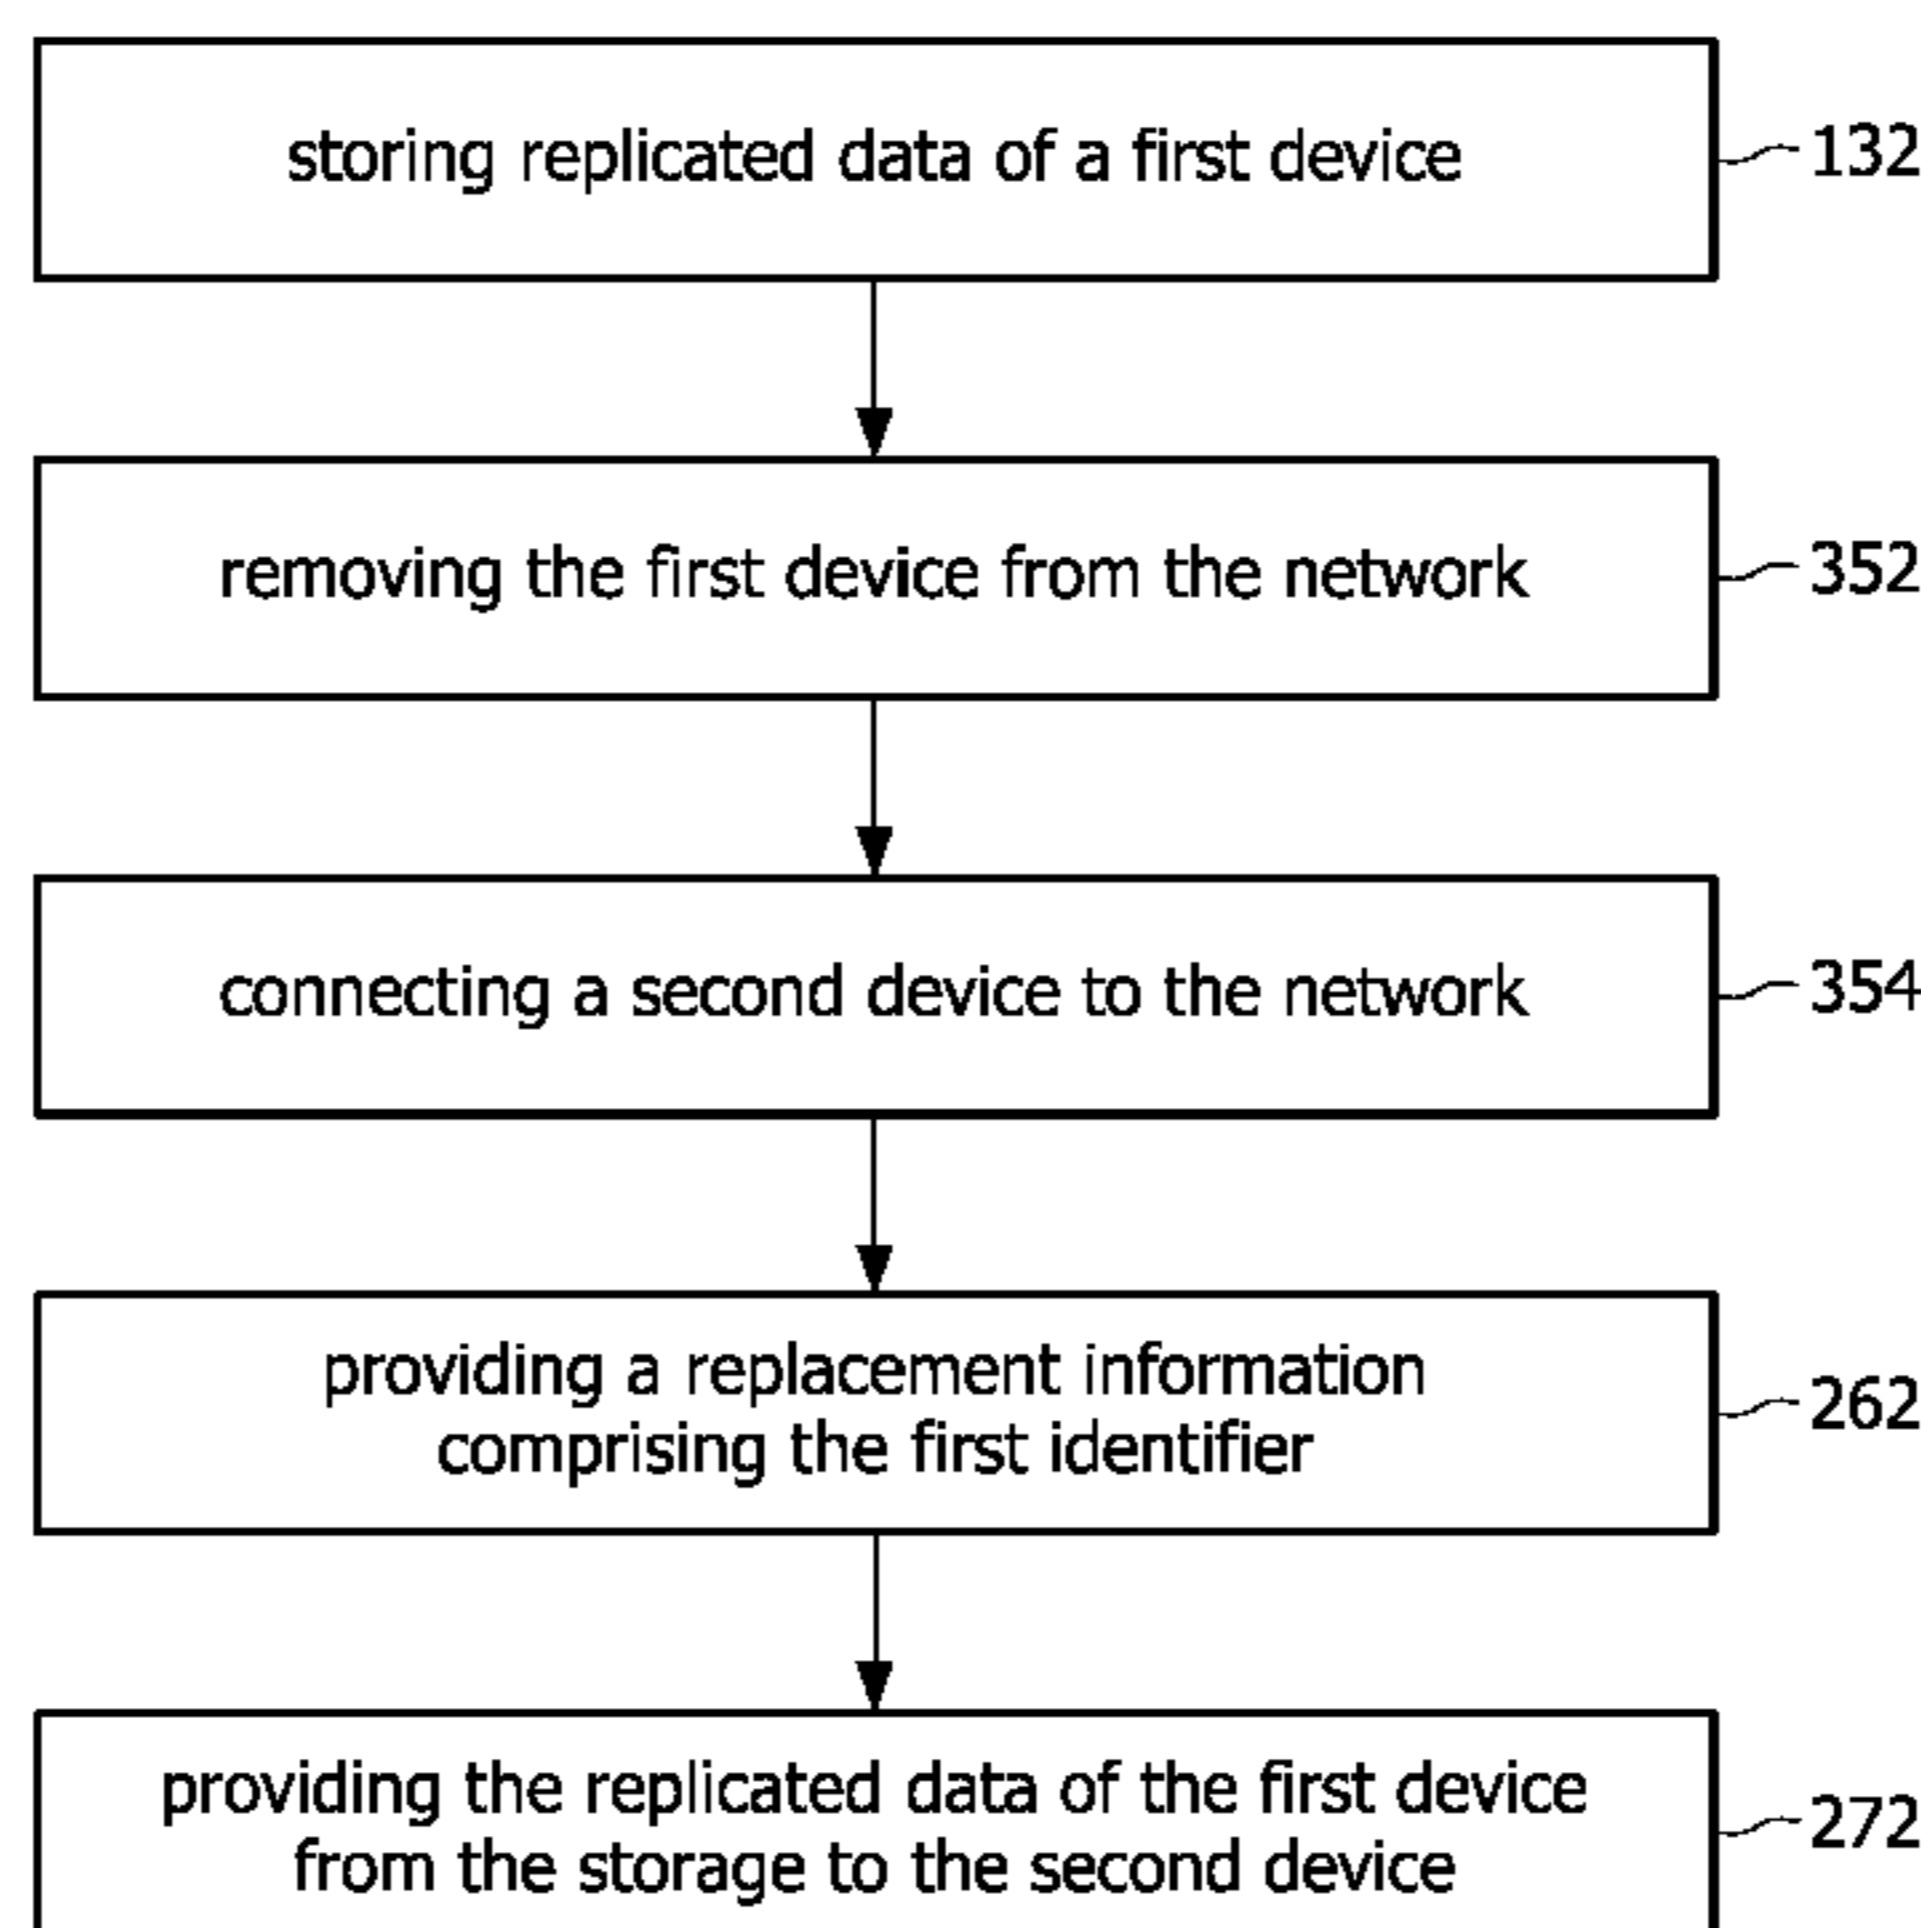 storing replicated data of a first device
132
removing the first device from the network
352
connecting a second device to the network
354
providing a replacement information
comprising the first identifier
262
providing the replicated data of the first device
from the storage to the second device
272